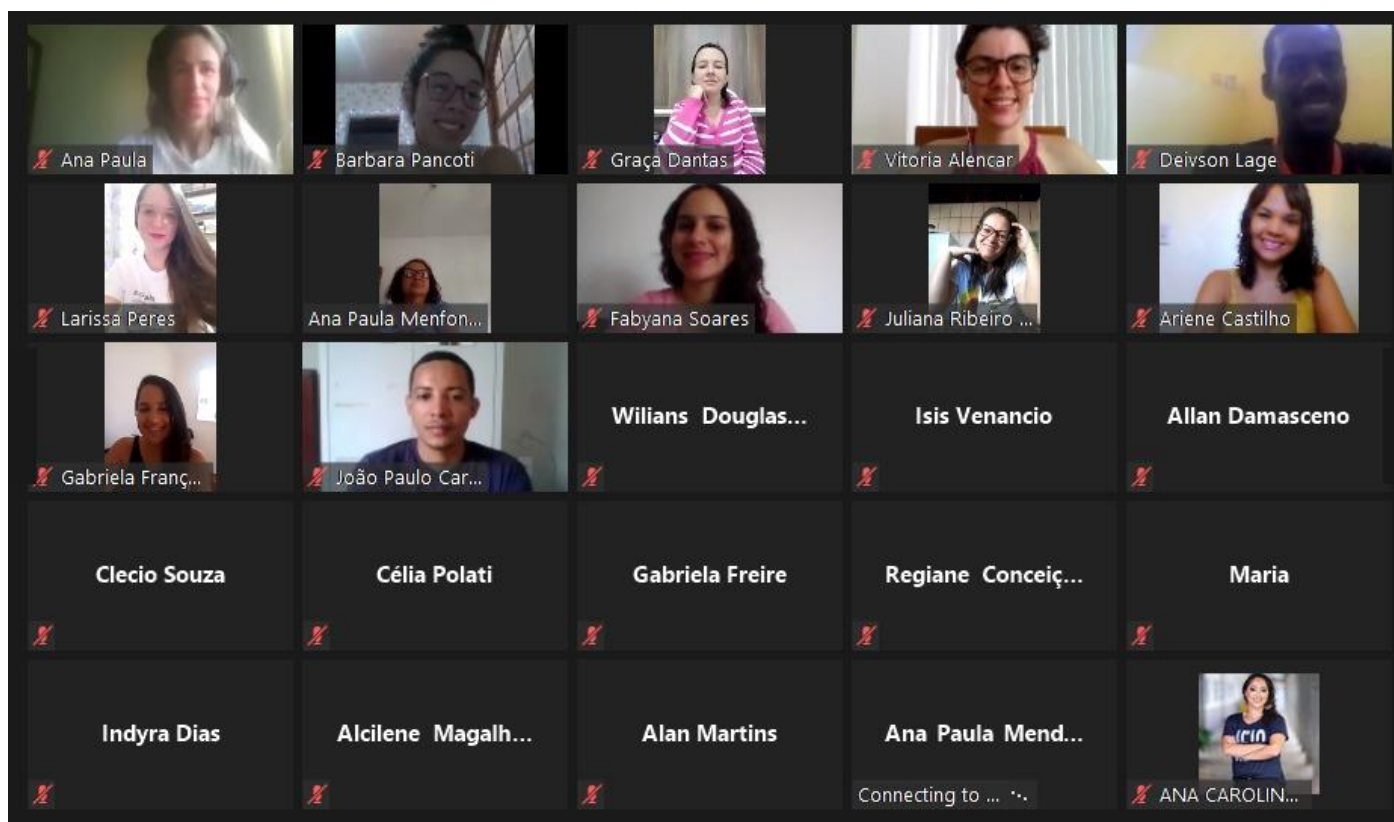 Ana Paula
Barbara Pancoti
Graça Dantas
Vitoria Alencar
Deivson Lage
Larissa Peres
Ana Paula Menfon...
Fabyana Soares
Juliana Ribeiro ...
Ariene Castilho
Gabriela Franç...
João Paulo Car...
Wilians Douglas...
Isis Venancio
Allan Damasceno
Clecio Souza
Célia Polati
Gabriela Freire
Regiane Conceiç...
Maria
Indyra Dias
Alcilene Magalh...
Alan Martins
Ana Paula Mend...
Connecting to ...
ANA CAROLIN...